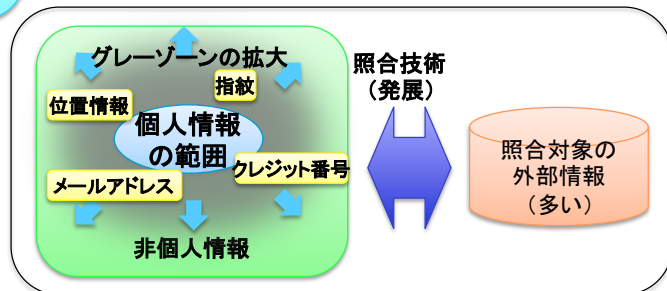 グレーゾーンの拡大
指紋
位置情報
個人情報
の範囲
クレジット番号
メールアドレス
非個人情報
照合技術
（発展）
照合対象の
外部情報
（多い）